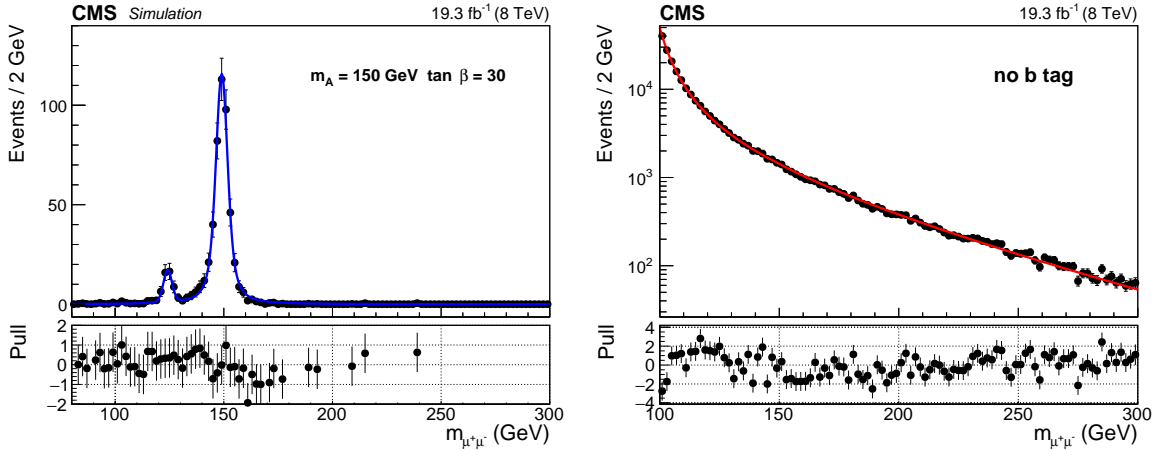 CMS Simulation 19.3 fb⁻¹ (8 TeV)
Events / 2 GeV
m_A = 150 GeV tan β = 30
100
50
0
Pull
2
1
0
−1
−2
100 150 200 250 300
m_μ⁺μ⁻ (GeV)
CMS 19.3 fb⁻¹ (8 TeV)
Events / 2 GeV
no b tag
10⁴
10³
10²
Pull
4
2
0
−2
−4
100 150 200 250 300
m_μ⁺μ⁻ (GeV)